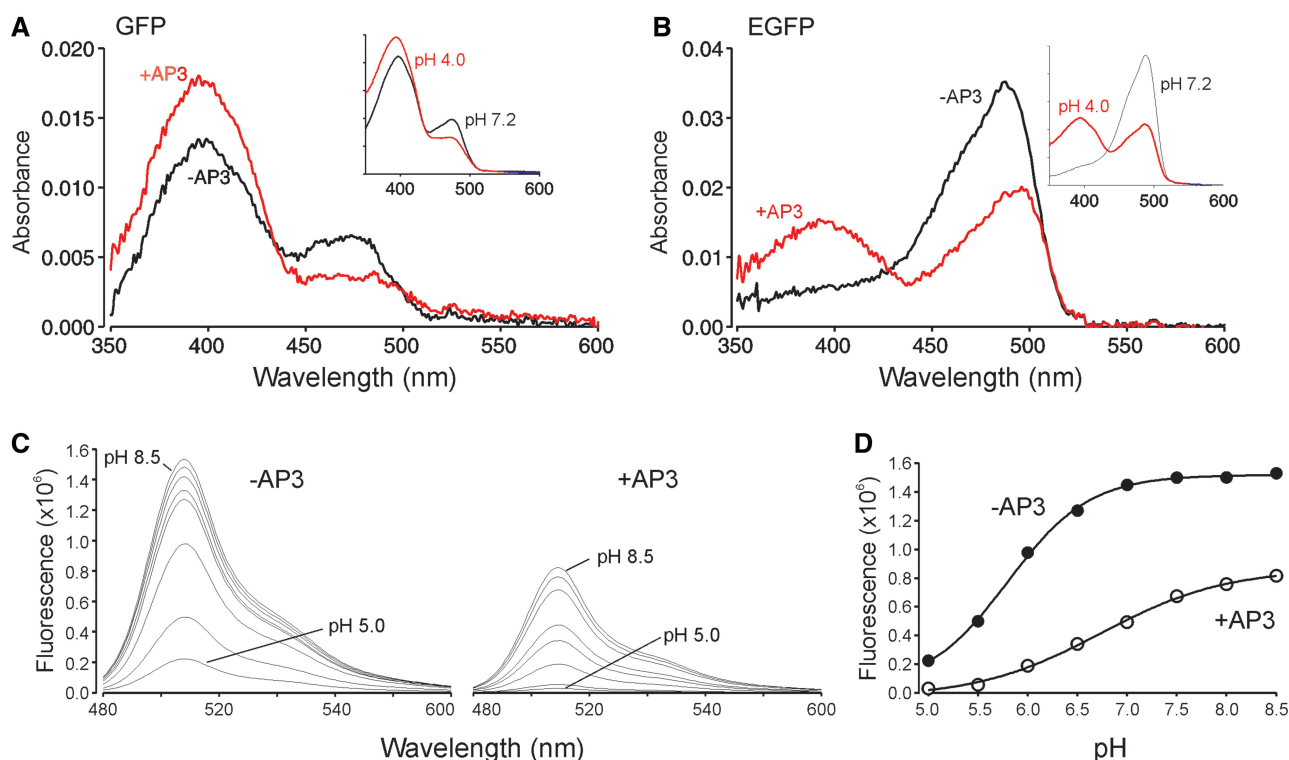 A GFP
0.020
0.015
0.010
0.005
0.000
Absorbance
+AP3
-AP3
pH 4.0
pH 7.2
400 500 600
350 400 450 500 550 600
Wavelength (nm)
B EGFP
0.04
0.03
0.02
0.01
0.00
Absorbance
-AP3
+AP3
pH 4.0
pH 7.2
400 500 600
350 400 450 500 550 600
Wavelength (nm)
C
1.6
1.4
1.2
1.0
0.8
0.6
0.4
0.2
0.0
Fluorescence (x10⁶)
pH 8.5
-AP3
pH 5.0
+AP3
pH 8.5
pH 5.0
480 520 540 600
480 520 540 600
Wavelength (nm)
D
1.6
1.4
1.2
1.0
0.8
0.6
0.4
0.2
0.0
Fluorescence (x10⁶)
-AP3
+AP3
5.0 5.5 6.0 6.5 7.0 7.5 8.0 8.5
pH